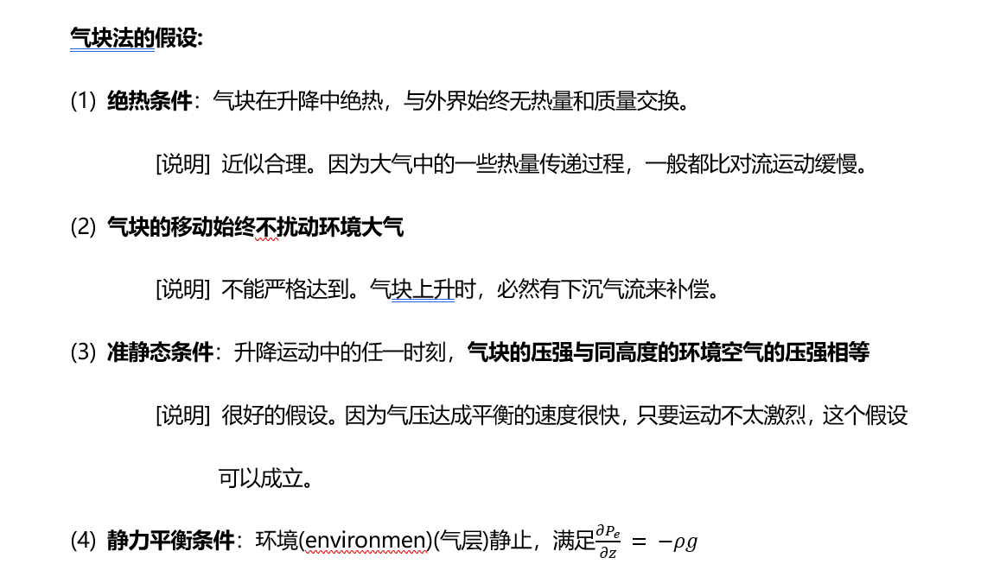 气块法的假设:
(1) 绝热条件：气块在升降中绝热，与外界始终无热量和质量交换。
[说明] 近似合理。因为大气中的一些热量传递过程，一般都比对流运动缓慢。
(2) 气块的移动始终不扰动环境大气
[说明] 不能严格达到。气块上升时，必然有下沉气流来补偿。
(3) 准静态条件：升降运动中的任一时刻，气块的压强与同高度的环境空气的压强相等
[说明] 很好的假设。因为气压达成平衡的速度很快，只要运动不太激烈，这个假设
可以成立。
(4) 静力平衡条件：环境(environmen)(气层)静止，满足∂Pₑ/∂z = −ρg